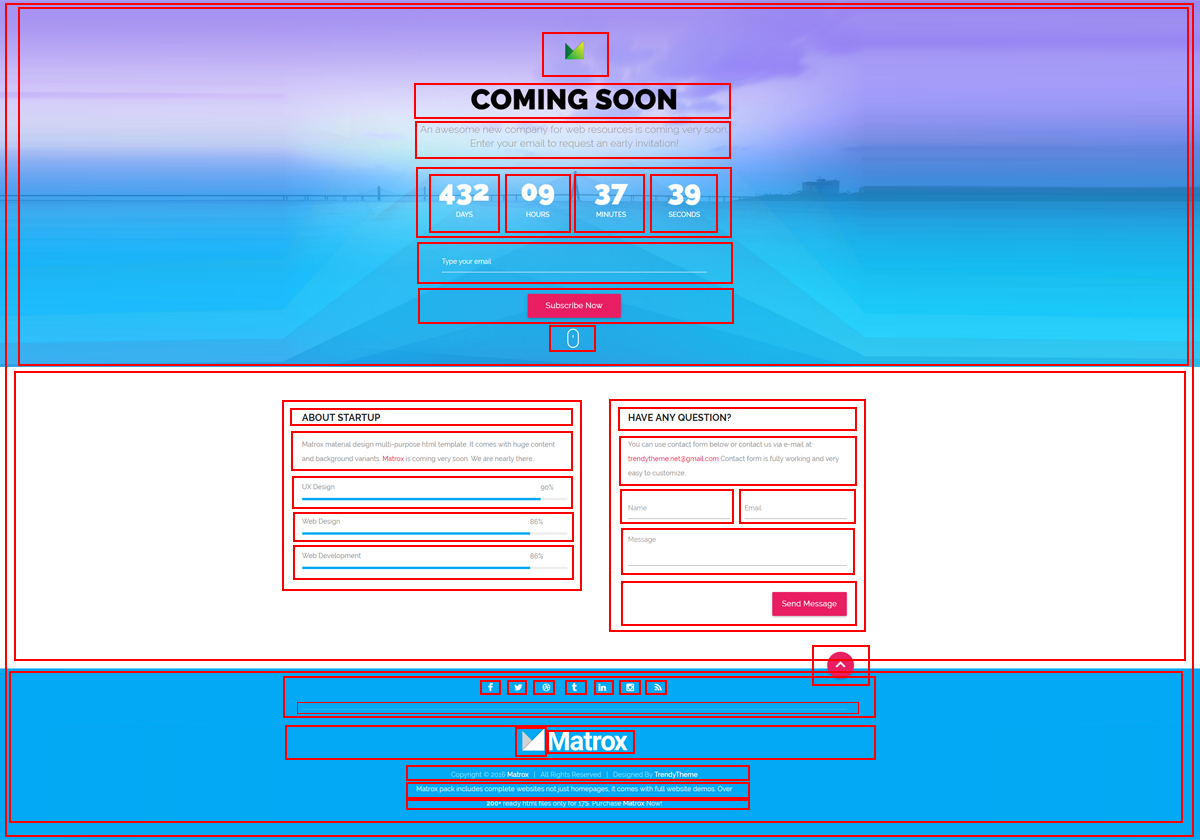 COMING SOON
An awesome new company for web resources is coming very soon.
Enter your email to request an early invitation!
432 09 37 39
DAYS HOURS MINUTES SECONDS
Type your email
Subscribe Now
ABOUT STARTUP
Matrox material design multi-purpose html template. It comes with huge content
and background variants. Matrox is coming very soon. We are nearly there..
UX Design 90%
Web Design 86%
Web Development 86%
HAVE ANY QUESTION?
You can use contact form below or contact us via e-mail at
trendytheme.net@gmail.com Contact form is fully working and very
easy to customize.
Name Email
Message
Send Message
Matrox
Copyright © 2016 Matrox | All Rights Reserved | Designed By TrendyTheme
Matrox pack includes complete websites not just homepages, it comes with full website demos. Over
200+ ready html files only for 17$. Purchase Matrox Now!